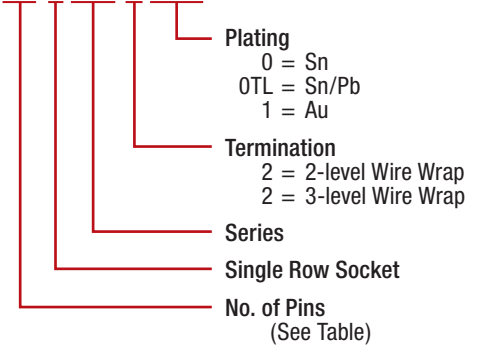 Plating
0 = Sn
0TL = Sn/Pb
1 = Au
Termination
2 = 2-level Wire Wrap
2 = 3-level Wire Wrap
Series
Single Row Socket
No. of Pins
(See Table)